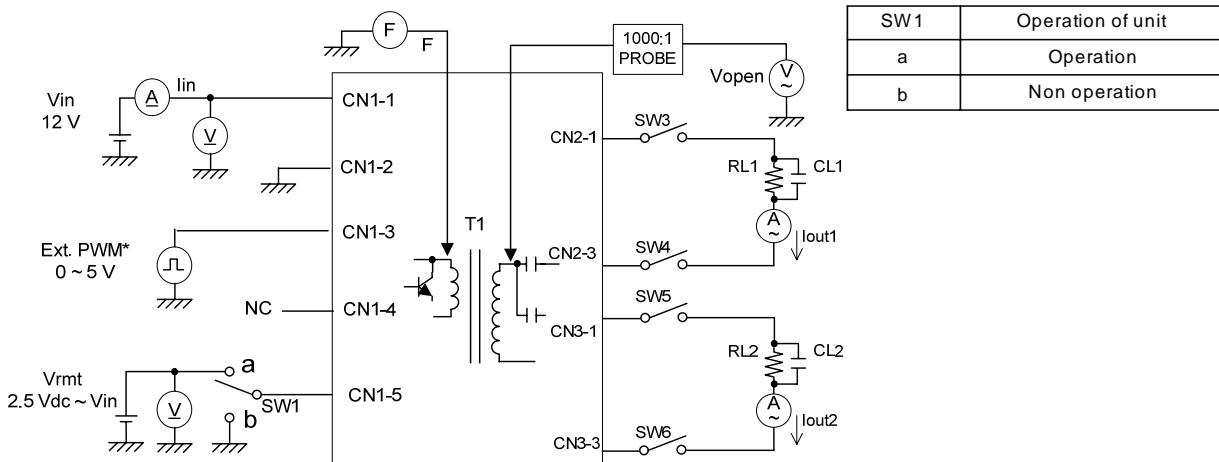 F
F
1000:1
PROBE
Vopen
V
~
SW1 Operation of unit
a Operation
b Non operation
Vin
12 V
A
Iin
V
CN1-1
CN1-2
Ext. PWM*
0 ~ 5 V
CN1-3
NC
CN1-4
Vrmt
2.5 Vdc ~ Vin
V
a
b
SW1
CN1-5
T1
CN2-1
SW3
RL1
CL1
A
~
Iout1
CN2-3
SW4
CN3-1
SW5
RL2
CL2
A
~
Iout2
CN3-3
SW6